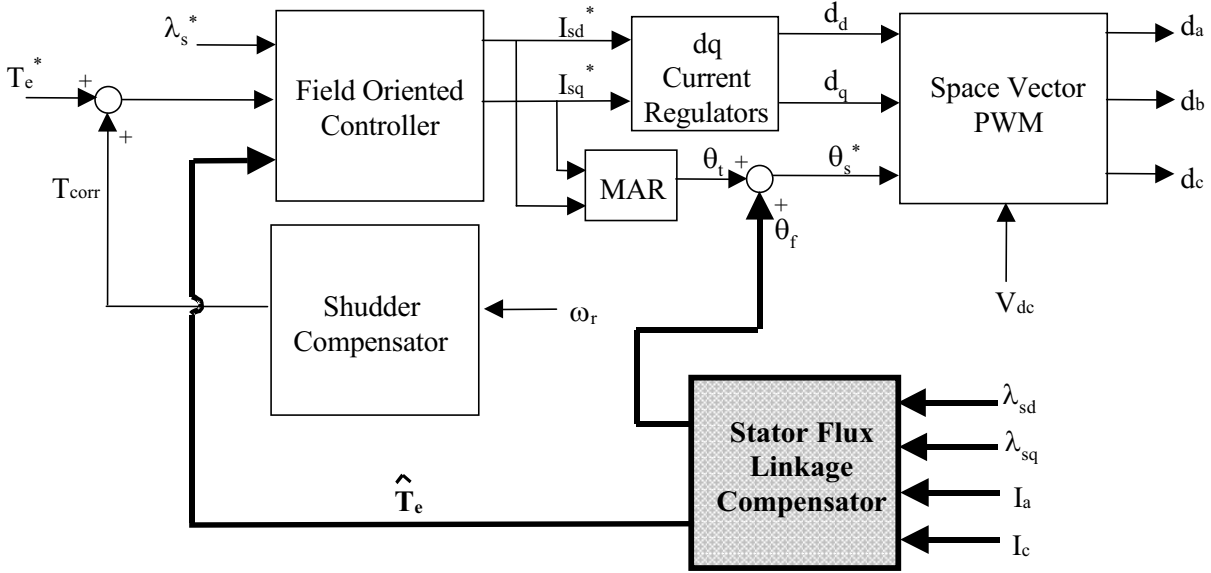 λs*
Te*
+
+
Tcorr
Field Oriented
Controller
Isd*
Isq*
dq
Current
Regulators
dd
dq
Space Vector
PWM
da
db
dc
MAR
θt
+
+
θs*
θf
Vdc
Shudder
Compensator
ωr
Stator Flux
Linkage
Compensator
λsd
λsq
Ia
Ic
T̂e